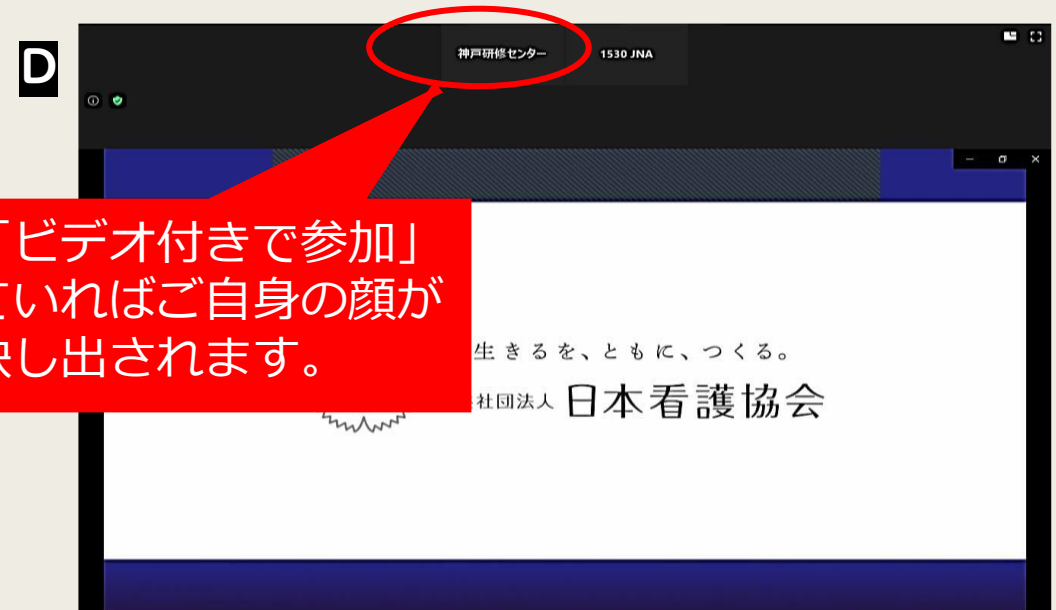 D
神戸研修センター
1530 JNA
「ビデオ付きで参加」
ていればご自身の顔が
映し出されます。
生きるを、ともに、つくる。
社団法人 日本看護協会